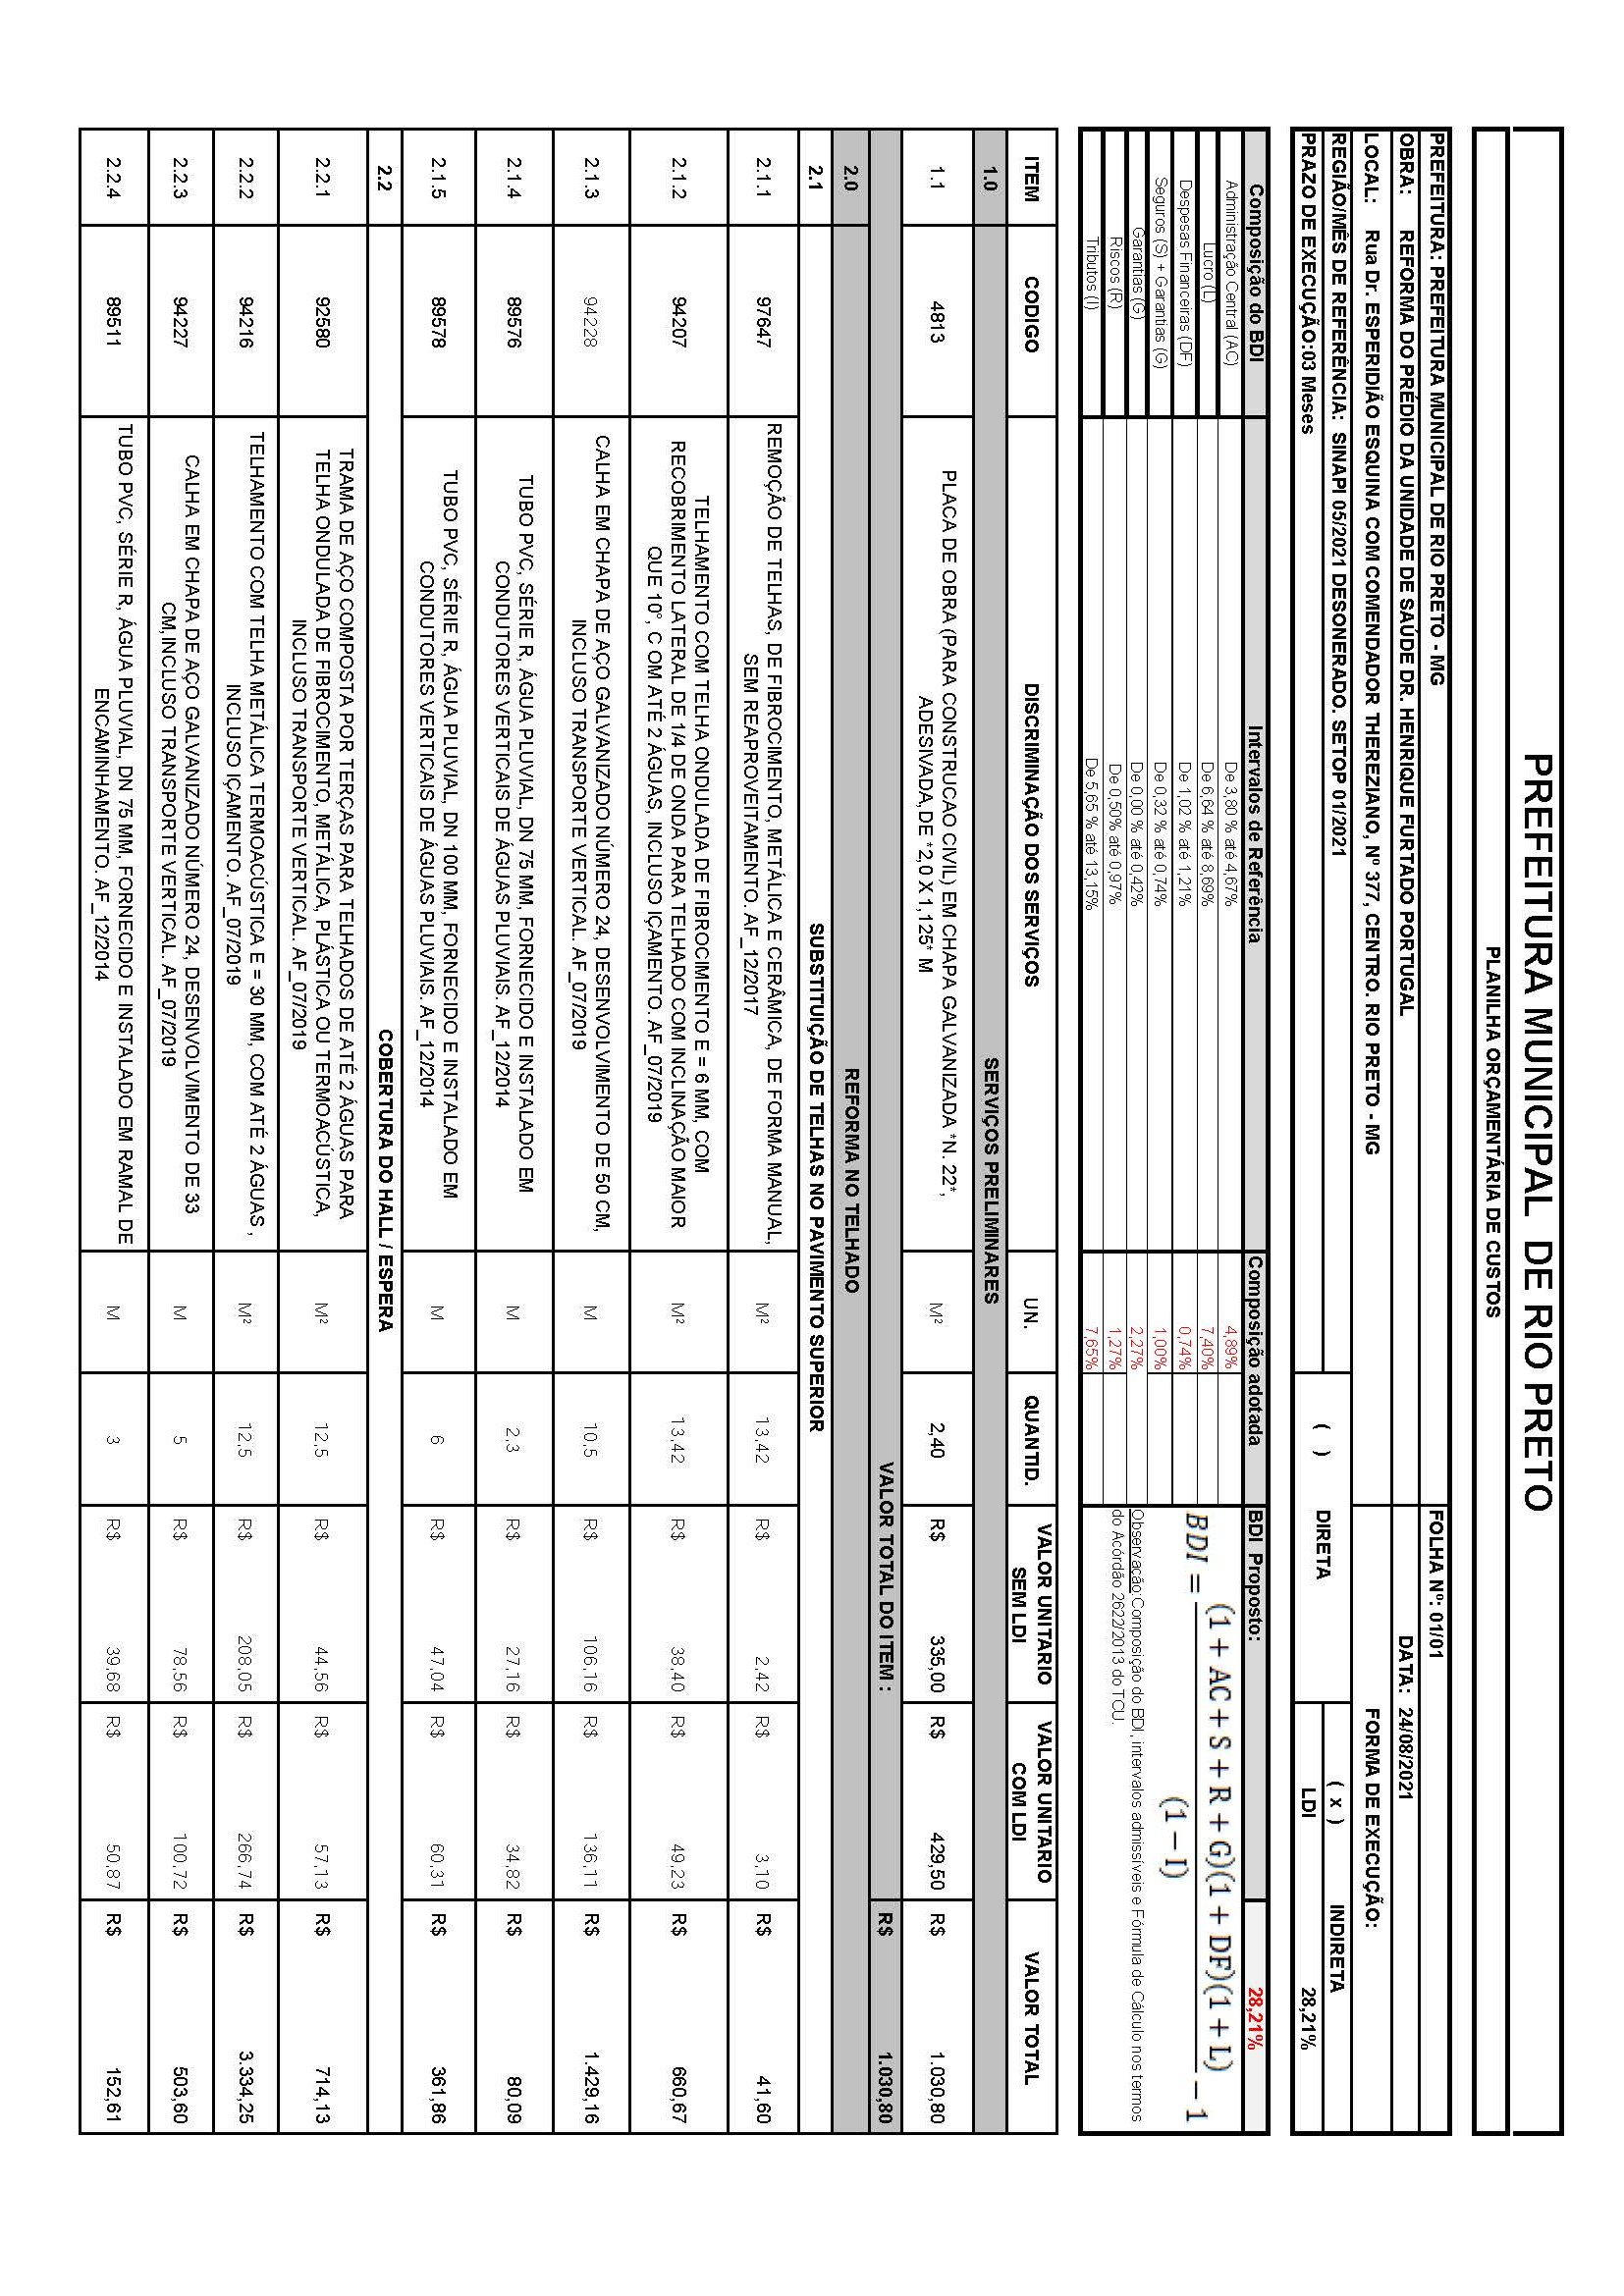 PREFEITURA MUNICIPAL DE RIO PRETO
PLANILHA ORÇAMENTÁRIA DE CUSTOS
PREFEITURA: PREFEITURA MUNICIPAL DE RIO PRETO - MG FOLHA Nº: 01/01
OBRA: REFORMA DO PRÉDIO DA UNIDADE DE SAÚDE DR. HENRIQUE FURTADO PORTUGAL DATA: 24/08/2021
LOCAL: Rua Dr. ESPERIDIÃO ESQUINA COM COMENDADOR THEREZIANO, Nº 377, CENTRO. RIO PRETO - MG FORMA DE EXECUÇÃO:
REGIÃO/MÊS DE REFERÊNCIA: SINAPI 05/2021 DESONERADO. SETOP 01/2021 ( ) DIRETA ( x ) INDIRETA
PRAZO DE EXECUÇÃO:03 Meses LDI 28,21%
Composição do BDI Intervalos de Referência Composição adotada BDI Proposto: 28,21%
Administração Central (AC) De 3,80 % até 4,67% 4,89%
Lucro (L) De 6,64 % até 8,69% 7,40%
Despesas Financeiras (DF) De 1,02 % até 1,21% 0,74%
Seguros (S) + Garantias (G) De 0,32 % até 0,74% 1,00%
Garantias (G) De 0,00 % até 0,42% 2,27%
Riscos (R) De 0,50% até 0,97% 1,27%
Tributos (I) De 5,65 % até 13,15% 7,65%
BDI = (1 + AC + S + R + G)(1 + DF)(1 + L) / (1 − I) − 1
Observação:Composição do BDI, intervalos admissíveis e Fórmula de Cálculo nos termos
do Acórdão 2622/2013 do TCU.
ITEM CODIGO DISCRIMINAÇÃO DOS SERVIÇOS UN. QUANTID. VALOR UNITARIO SEM LDI VALOR UNITARIO COM LDI VALOR TOTAL
1.0 SERVIÇOS PRELIMINARES
1.1 4813 PLACA DE OBRA (PARA CONSTRUCAO CIVIL) EM CHAPA GALVANIZADA *N. 22*,
ADESIVADA, DE *2,0 X 1,125* M M² 2,40 R$ 335,00 R$ 429,50 R$ 1.030,80
VALOR TOTAL DO ITEM : R$ 1.030,80
2.0 REFORMA NO TELHADO
2.1 SUBSTITUIÇÃO DE TELHAS NO PAVIMENTO SUPERIOR
2.1.1 97647 REMOÇÃO DE TELHAS, DE FIBROCIMENTO, METÁLICA E CERÂMICA, DE FORMA MANUAL,
SEM REAPROVEITAMENTO. AF_12/2017 M² 13,42 R$ 2,42 R$ 3,10 R$ 41,60
2.1.2 94207 TELHAMENTO COM TELHA ONDULADA DE FIBROCIMENTO E = 6 MM, COM
RECOBRIMENTO LATERAL DE 1/4 DE ONDA PARA TELHADO COM INCLINAÇÃO MAIOR
QUE 10°, C OM ATÉ 2 ÁGUAS, INCLUSO IÇAMENTO. AF_07/2019 M² 13,42 R$ 38,40 R$ 49,23 R$ 660,67
2.1.3 94228 CALHA EM CHAPA DE AÇO GALVANIZADO NÚMERO 24, DESENVOLVIMENTO DE 50 CM,
INCLUSO TRANSPORTE VERTICAL. AF_07/2019 M 10,5 R$ 106,16 R$ 136,11 R$ 1.429,16
2.1.4 89576 TUBO PVC, SÉRIE R, ÁGUA PLUVIAL, DN 75 MM, FORNECIDO E INSTALADO EM
CONDUTORES VERTICAIS DE ÁGUAS PLUVIAIS. AF_12/2014 M 2,3 R$ 27,16 R$ 34,82 R$ 80,09
2.1.5 89578 TUBO PVC, SÉRIE R, ÁGUA PLUVIAL, DN 100 MM, FORNECIDO E INSTALADO EM
CONDUTORES VERTICAIS DE ÁGUAS PLUVIAIS. AF_12/2014 M 6 R$ 47,04 R$ 60,31 R$ 361,86
2.2 COBERTURA DO HALL / ESPERA
2.2.1 92580 TRAMA DE AÇO COMPOSTA POR TERÇAS PARA TELHADOS DE ATÉ 2 ÁGUAS PARA
TELHA ONDULADA DE FIBROCIMENTO, METÁLICA, PLÁSTICA OU TERMOACÚSTICA,
INCLUSO TRANSPORTE VERTICAL. AF_07/2019 M² 12,5 R$ 44,56 R$ 57,13 R$ 714,13
2.2.2 94216 TELHAMENTO COM TELHA METÁLICA TERMOACÚSTICA E = 30 MM, COM ATÉ 2 ÁGUAS ,
INCLUSO IÇAMENTO. AF_07/2019 M² 12,5 R$ 208,05 R$ 266,74 R$ 3.334,25
2.2.3 94227 CALHA EM CHAPA DE AÇO GALVANIZADO NÚMERO 24, DESENVOLVIMENTO DE 33
CM, INCLUSO TRANSPORTE VERTICAL. AF_07/2019 M 5 R$ 78,56 R$ 100,72 R$ 503,60
2.2.4 89511 TUBO PVC, SÉRIE R, ÁGUA PLUVIAL, DN 75 MM, FORNECIDO E INSTALADO EM RAMAL DE
ENCAMINHAMENTO. AF_12/2014 M 3 R$ 39,68 R$ 50,87 R$ 152,61